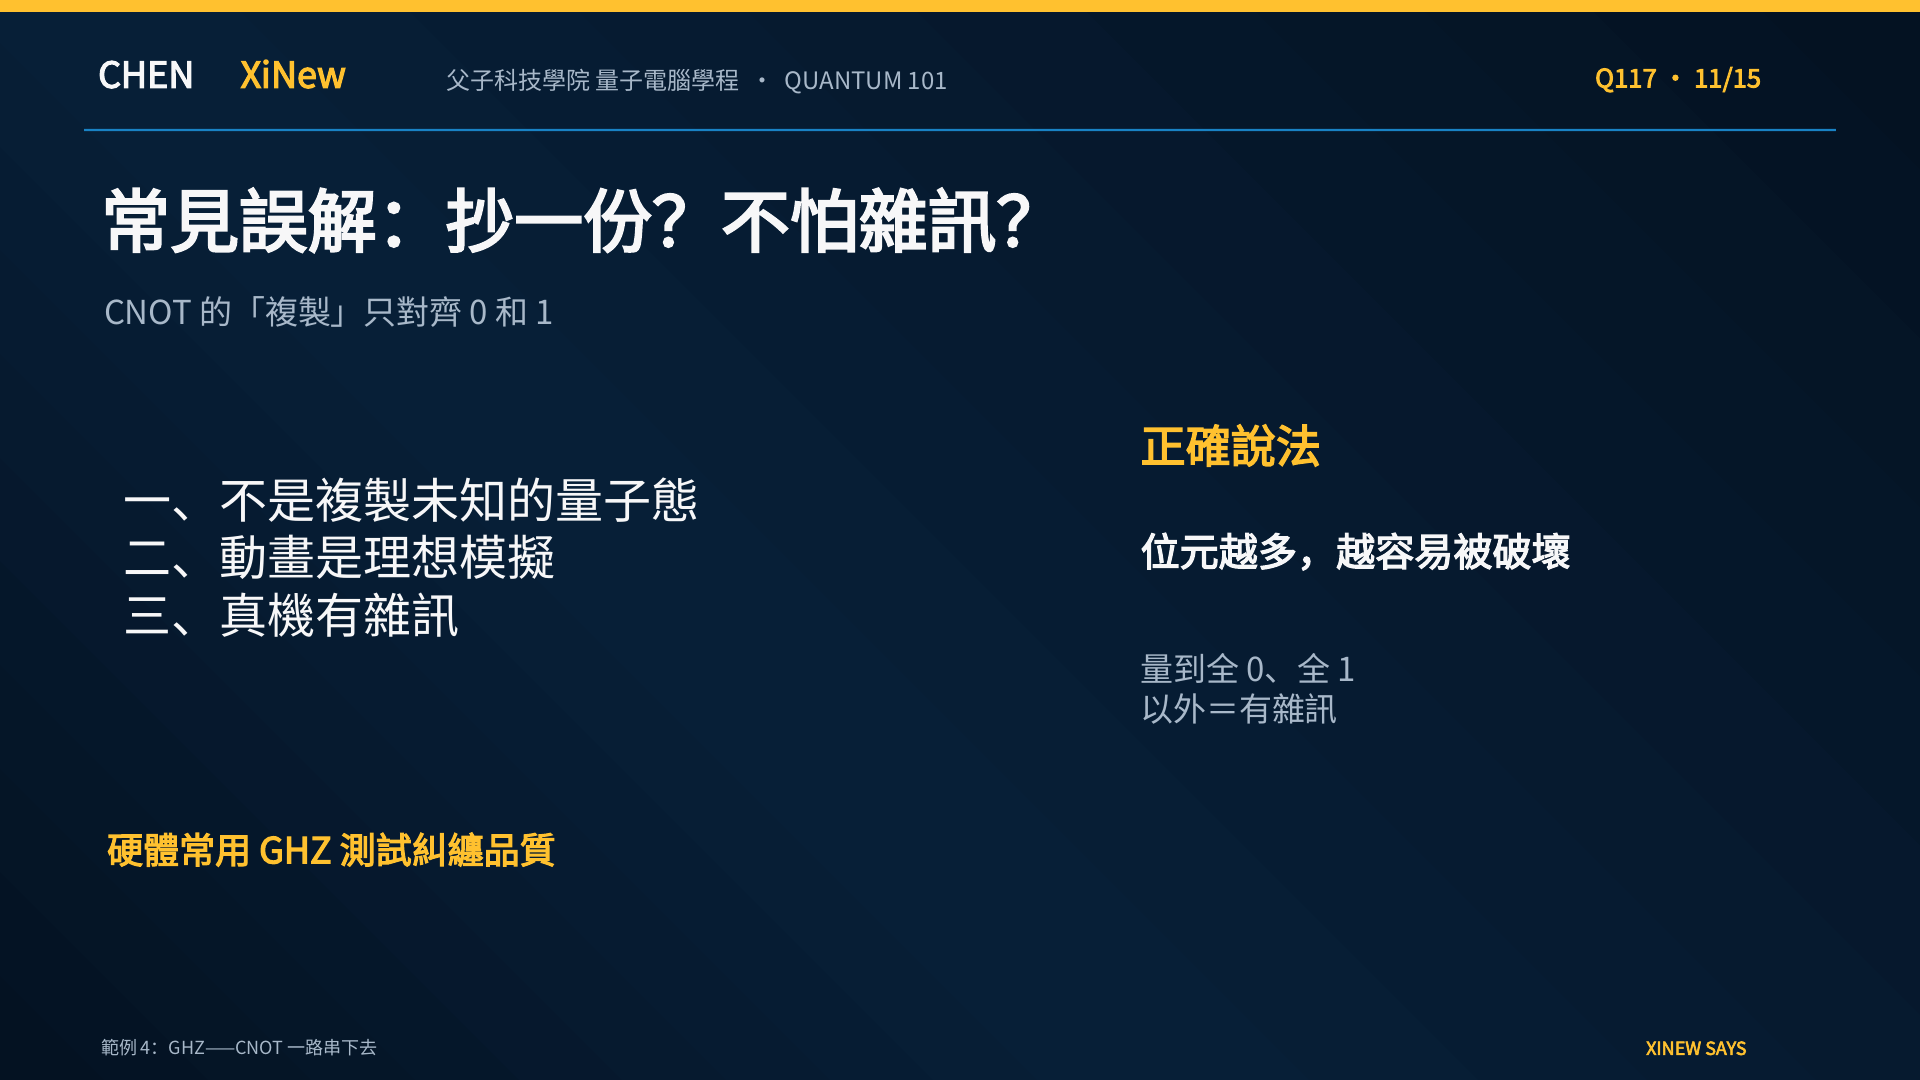 CHEN XiNew 父子科技學院 量子電腦學程 · QUANTUM 101 Q117 · 11/15
常見誤解：抄一份？不怕雜訊？
CNOT 的「複製」只對齊 0 和 1
一、不是複製未知的量子態
二、動畫是理想模擬
三、真機有雜訊
硬體常用 GHZ 測試糾纏品質
正確說法
位元越多，越容易被破壞
量到全 0、全 1
以外＝有雜訊
範例 4：GHZ——CNOT 一路串下去
XINEW SAYS